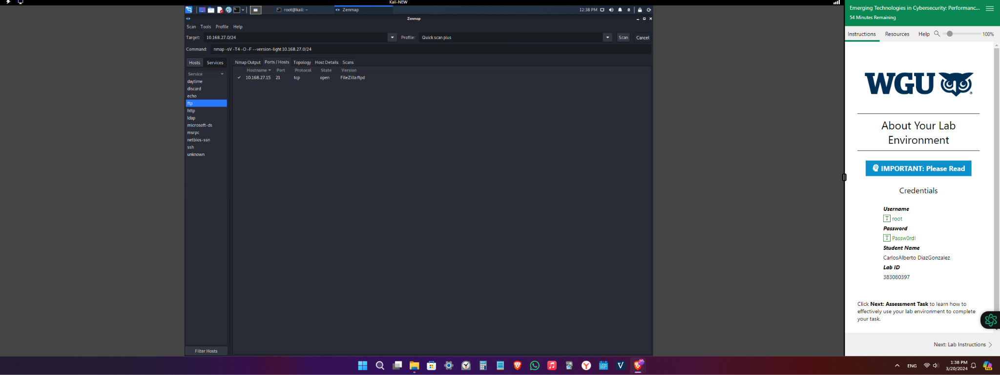 Kali-NEW
root@kali: ~
Zenmap
12:38 PM
Zenmap
Scan Tools Profile Help
Target: 10.168.27.0/24 Profile: Quick scan plus Scan Cancel
Command: nmap -sV -T4 -O -F --version-light 10.168.27.0/24
Hosts Services
Nmap Output Ports / Hosts Topology Host Details Scans
Service
daytime
discard
echo
ftp
http
ldap
microsoft-ds
msrpc
netbios-ssn
ssh
unknown
Filter Hosts
Hostname Port Protocol State Version
10.168.27.15 21 tcp open FileZilla ftpd
Emerging Technologies in Cybersecurity: Performanc...
54 Minutes Remaining
Instructions Resources Help 100%
WGU
About Your Lab
Environment
IMPORTANT: Please Read
Credentials
Username
T root
Password
T Passw0rd!
Student Name
CarlosAlberto DiazGonzalez
Lab ID
383080397
Click Next: Assessment Task to learn how to
effectively use your lab environment to complete
your task.
Next: Lab Instructions
ENG
1:38 PM
3/20/2024